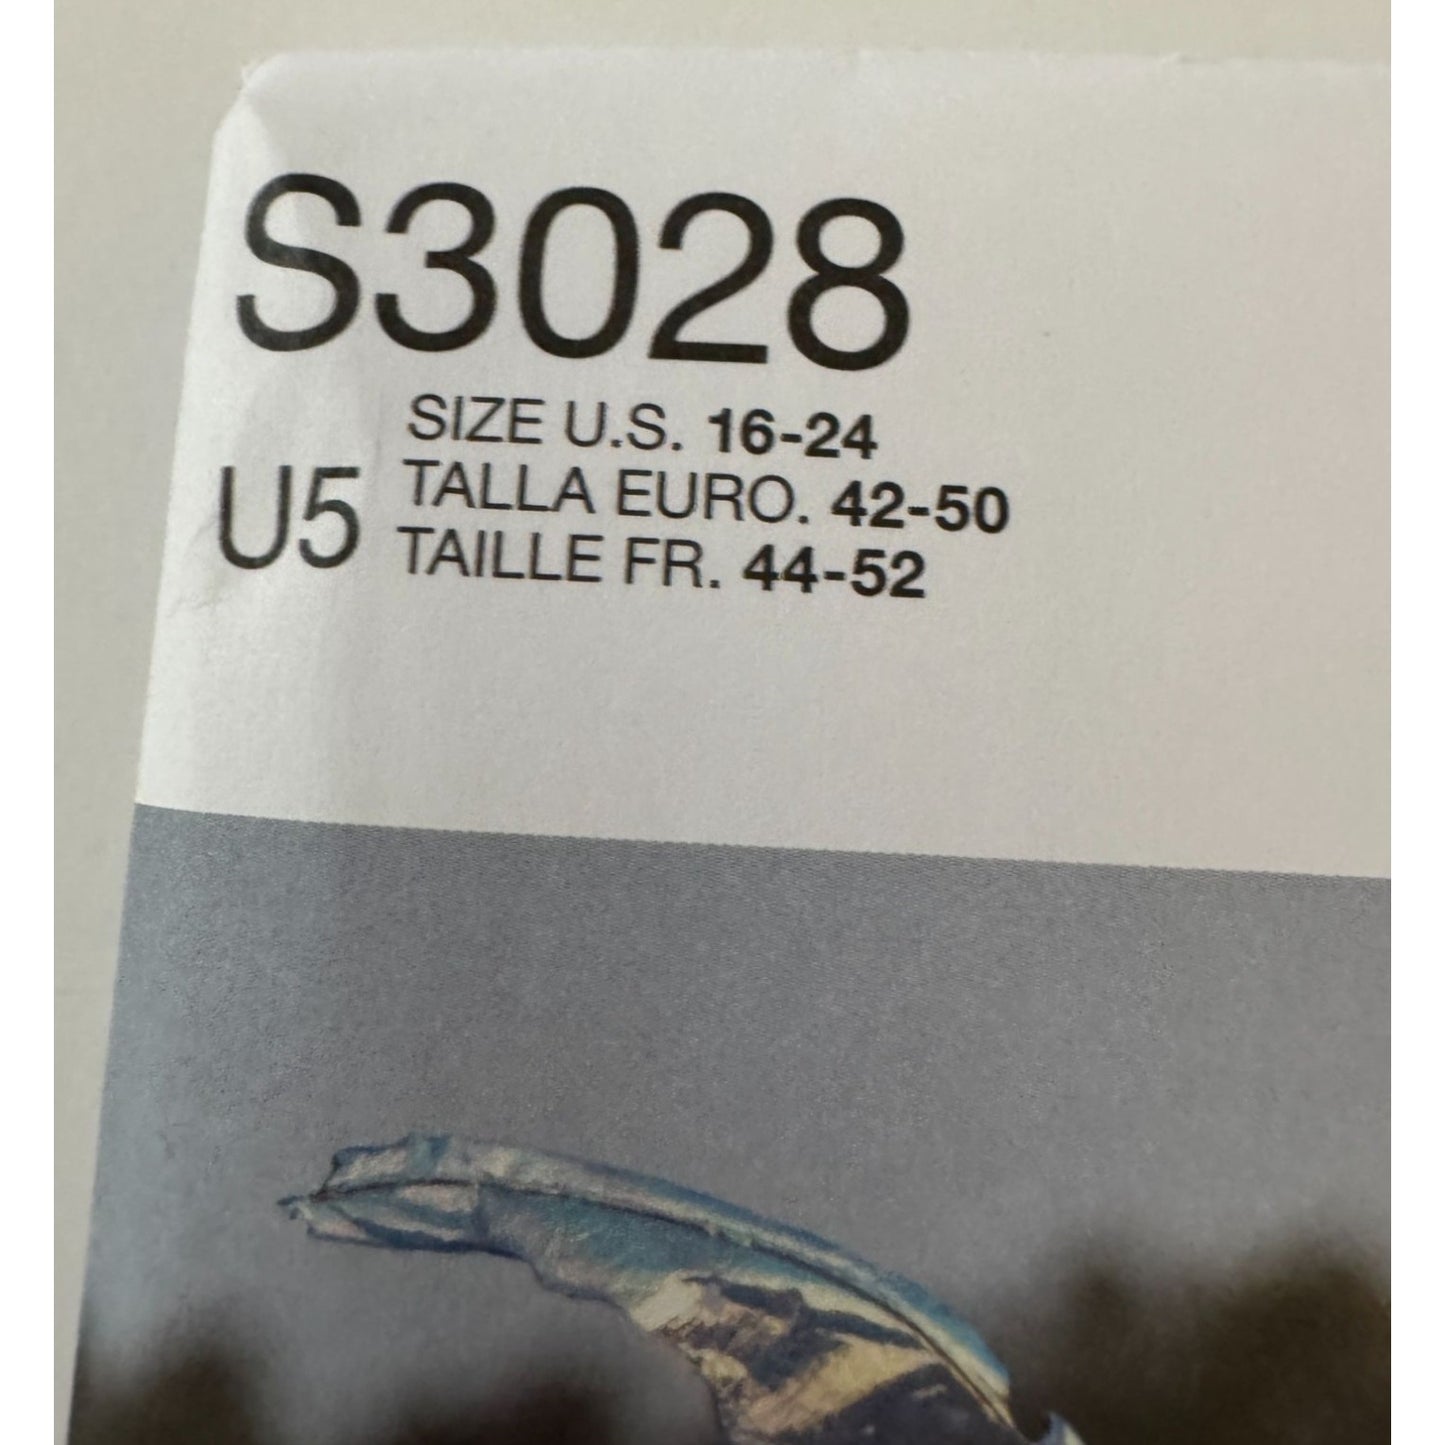 S3028
U5
SIZE U.S. 16-24
TALLA EURO. 42-50
TAILLE FR. 44-52